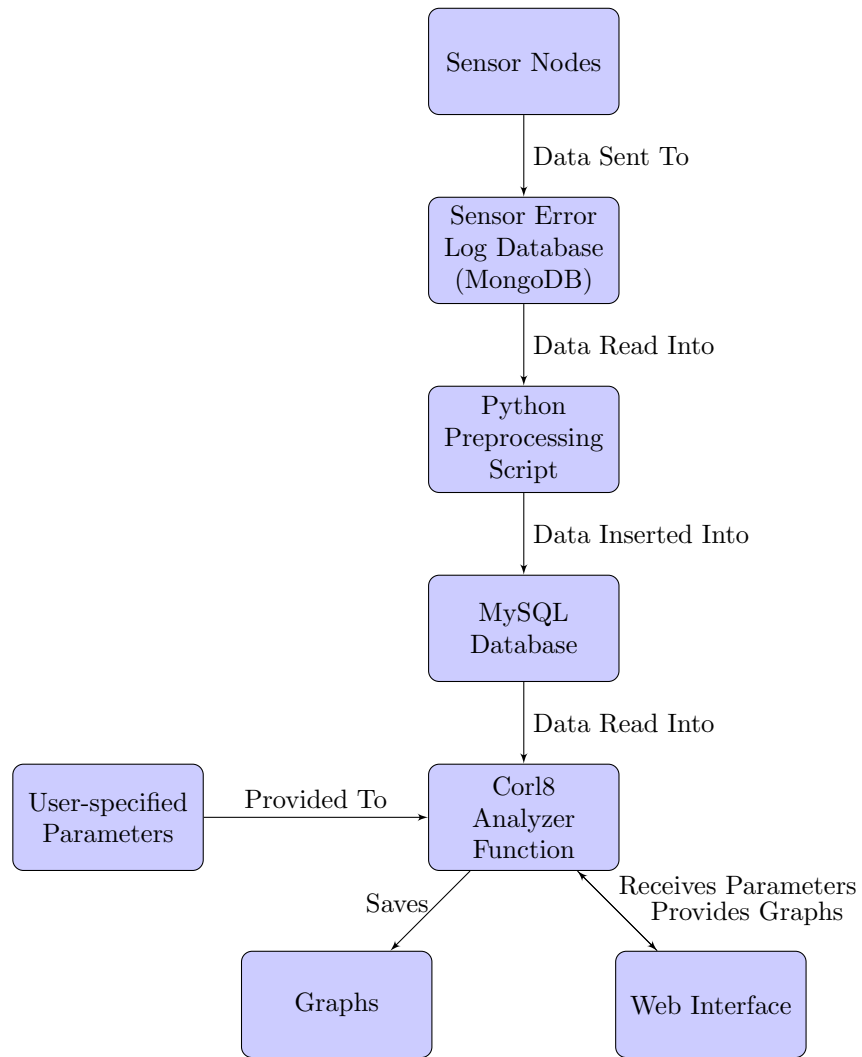 Sensor Nodes
Data Sent To
Sensor Error
Log Database
(MongoDB)
Data Read Into
Python
Preprocessing
Script
Data Inserted Into
MySQL
Database
Data Read Into
User-specified
Parameters
Provided To
Corl8
Analyzer
Function
Saves
Receives Parameters
Provides Graphs
Graphs
Web Interface